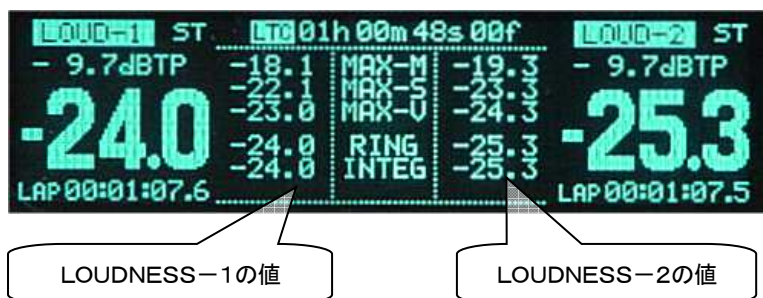 LOUD-1 ST
- 9.7dBTP
-24.0
LAP 00:01:07.6
LTC 01h 00m 48s 00f
-18.1 MAX-M -19.3
-22.1 MAX-S -23.3
-23.0 MAX-V -24.3
-24.0 RING -25.3
-24.0 INTEG -25.3
LOUD-2 ST
- 9.7dBTP
-25.3
LAP 00:01:07.5
LOUDNESS-1の値
LOUDNESS-2の値